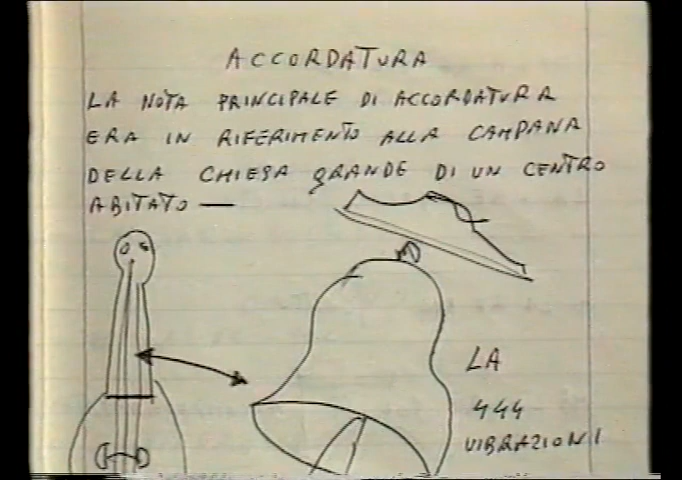 ACCORDATURA
LA NOTA PRINCIPALE DI ACCORDATURA
ERA IN RIFERIMENTO ALLA CAMPANA
DELLA CHIESA GRANDE DI UN CENTRO
ABITATO —
LA
444
VIBRAZIONI